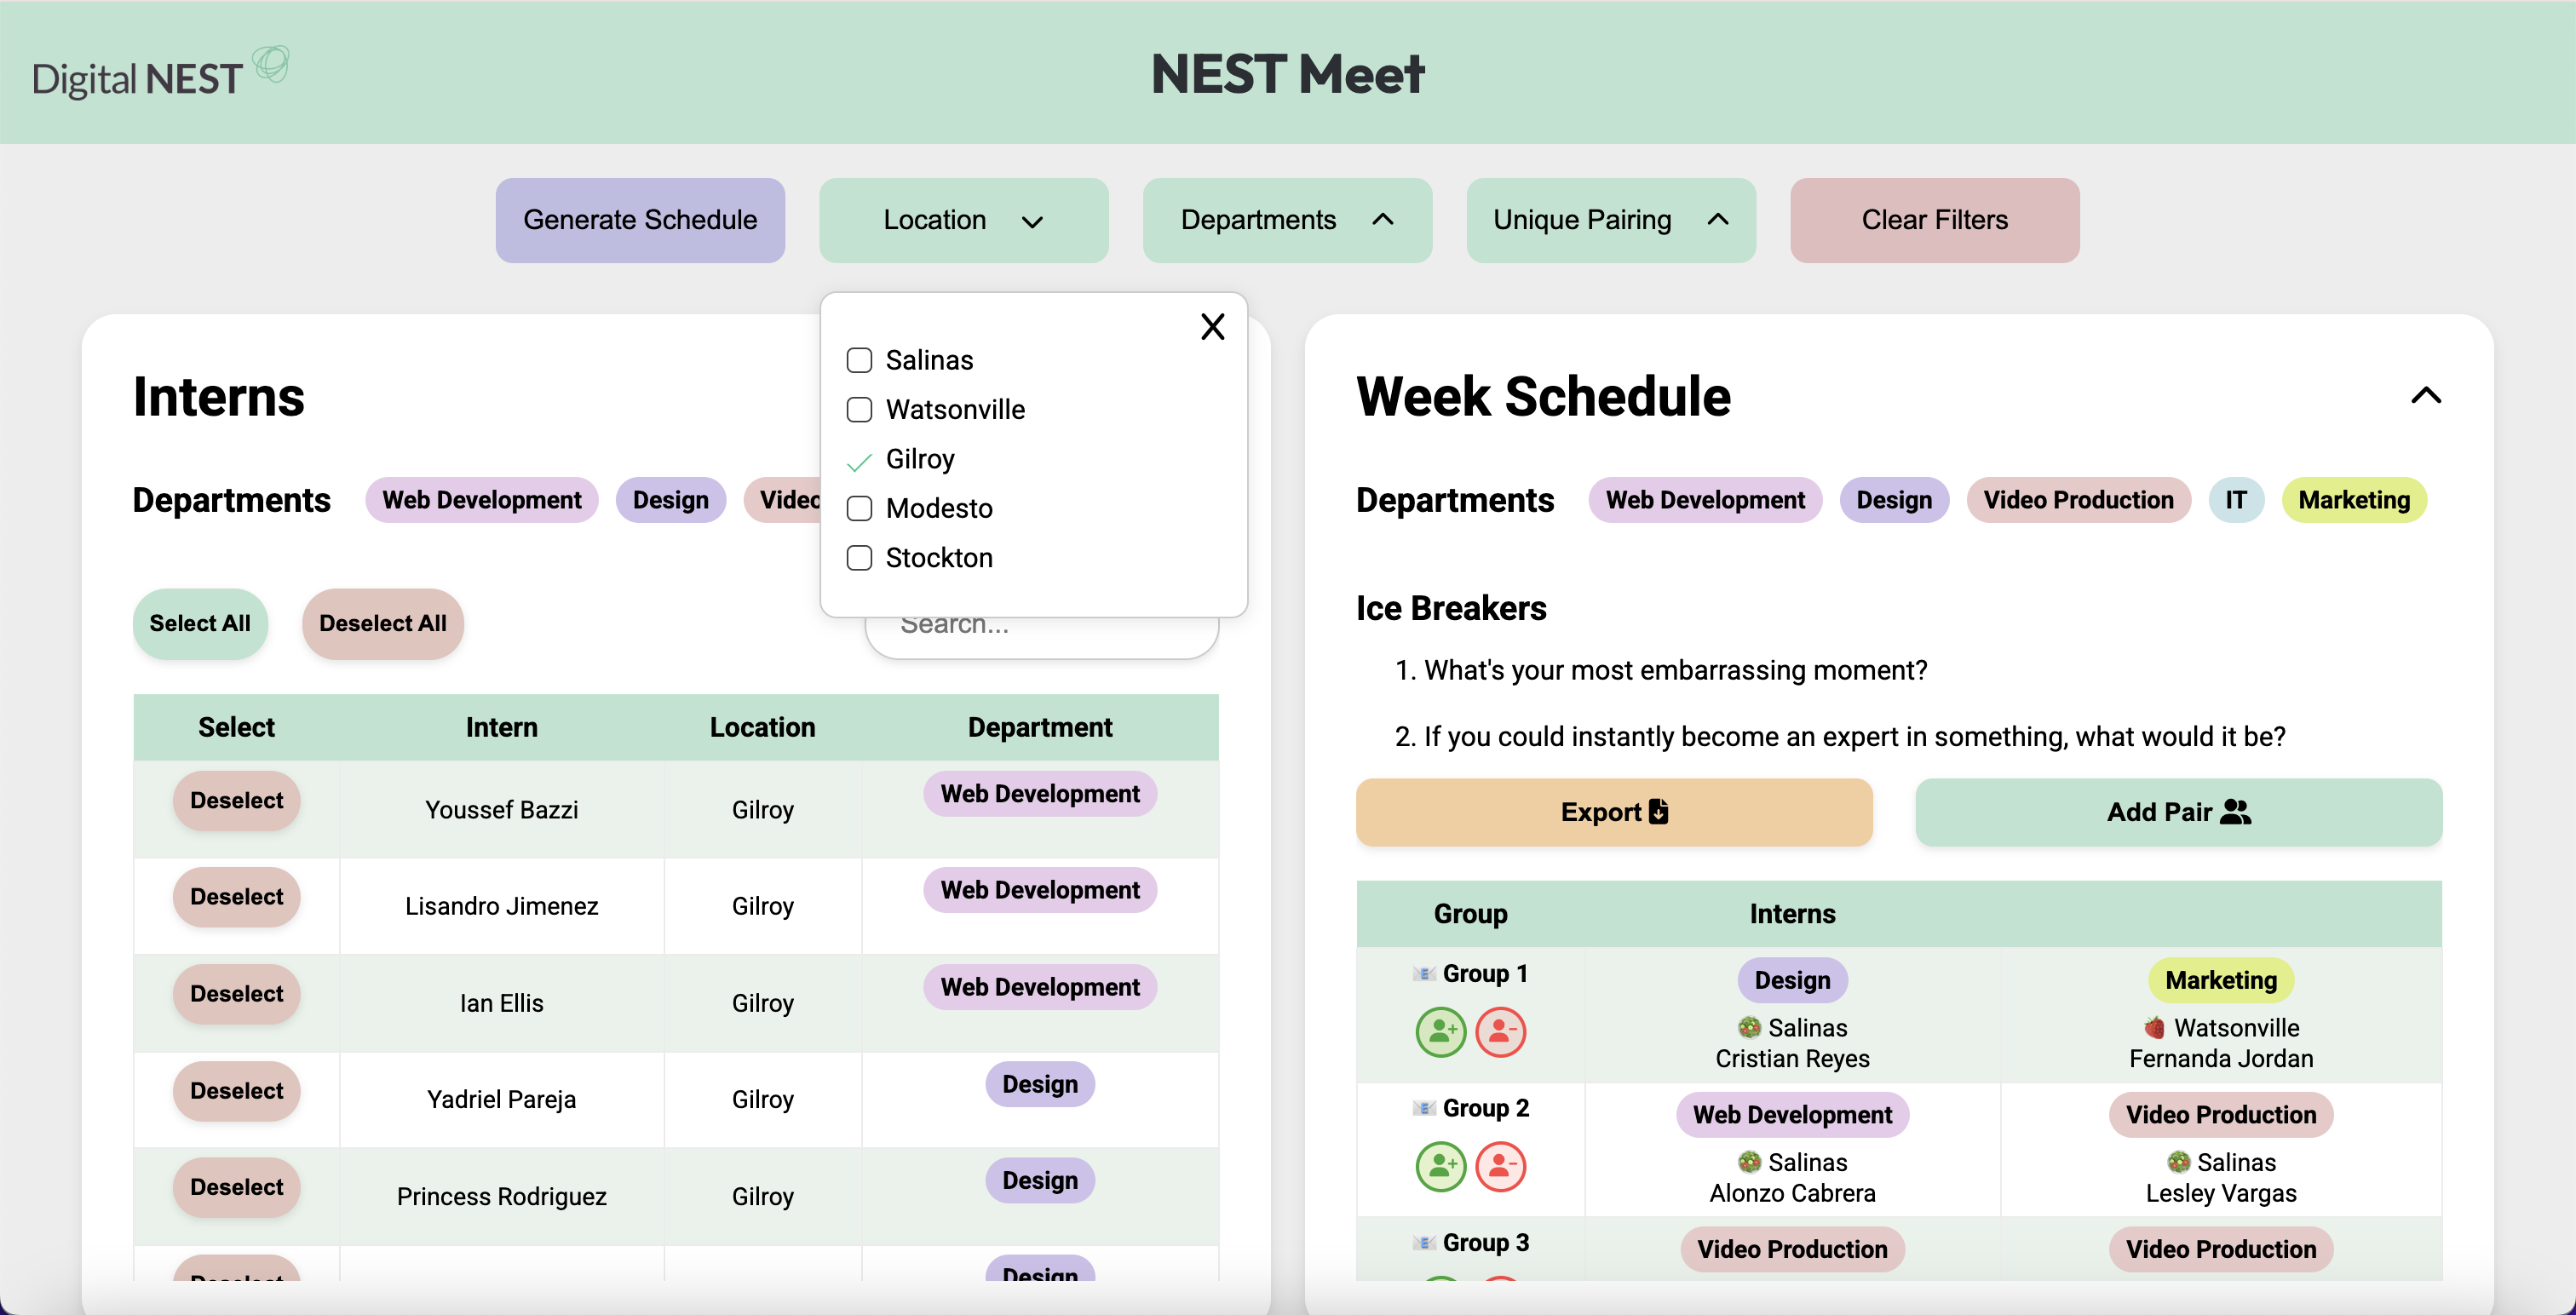 Digital NEST
NEST Meet
Generate Schedule
Location
Departments
Unique Pairing
Clear Filters
X
Salinas
Watsonville
Gilroy
Modesto
Stockton
Interns
Departments Web Development Design Video
Select All Deselect All Search...
Select Intern Location Department
Deselect Youssef Bazzi Gilroy Web Development
Deselect Lisandro Jimenez Gilroy Web Development
Deselect Ian Ellis Gilroy Web Development
Deselect Yadriel Pareja Gilroy Design
Deselect Princess Rodriguez Gilroy Design
Deselect Design
Week Schedule
Departments Web Development Design Video Production IT Marketing
Ice Breakers
1. What's your most embarrassing moment?
2. If you could instantly become an expert in something, what would it be?
Export Add Pair
Group Interns
Group 1 Design Marketing
Salinas Watsonville
Cristian Reyes Fernanda Jordan
Group 2 Web Development Video Production
Salinas Salinas
Alonzo Cabrera Lesley Vargas
Group 3 Video Production Video Production